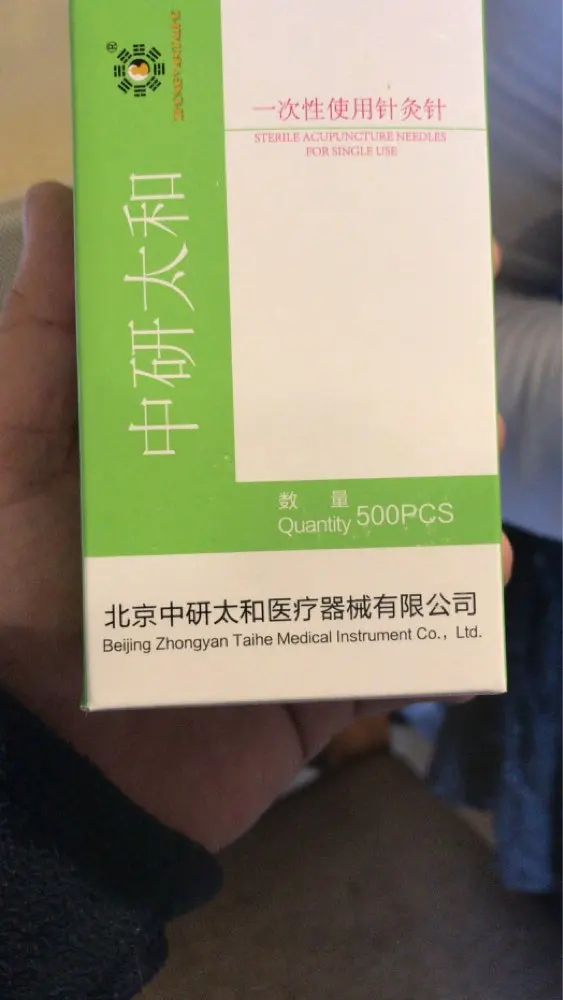 中研太和
一次性使用针灸针
STERILE ACUPUNCTURE NEEDLES
FOR SINGLE USE
数 量
Quantity 500PCS
北京中研太和医疗器械有限公司
Beijing Zhongyan Taihe Medical Instrument Co., Ltd.